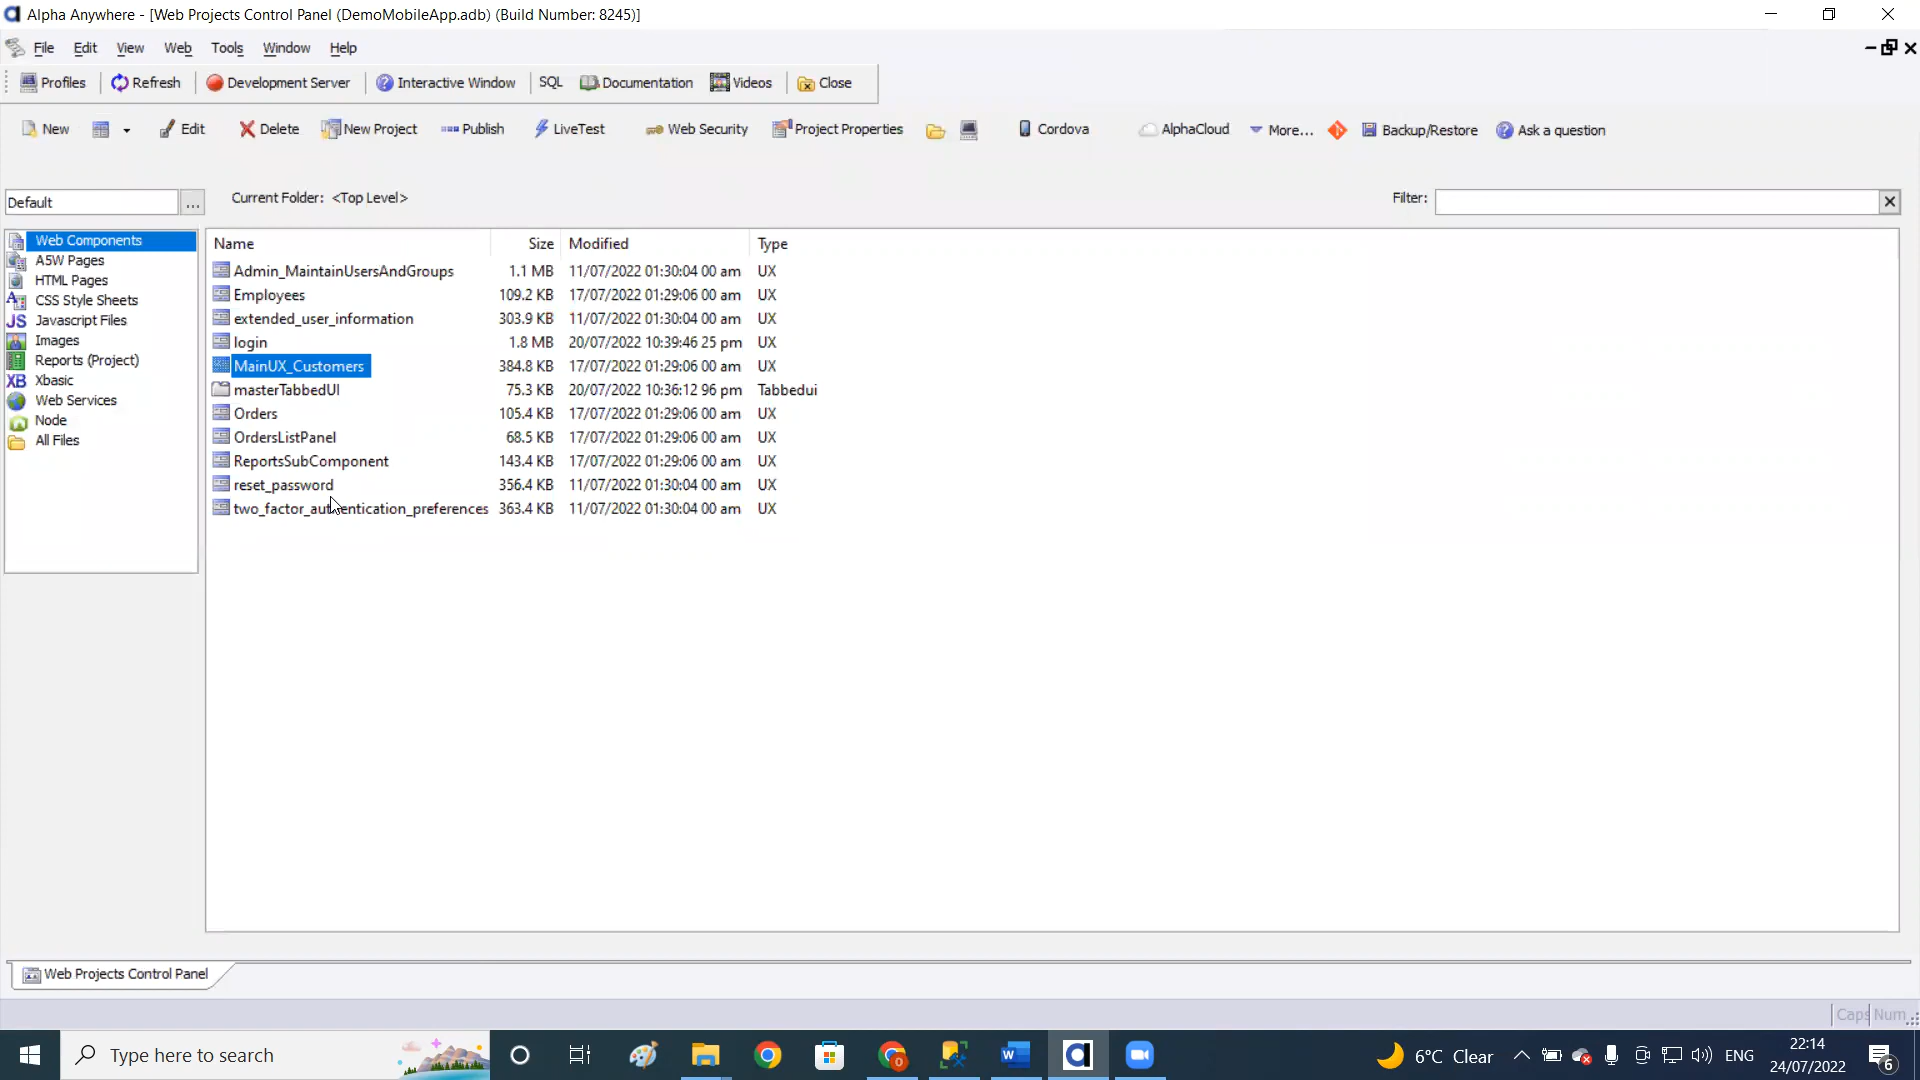 Alpha Anywhere - [Web Projects Control Panel (DemoMobileApp.adb) (Build Number: 8245)]
File Edit View Web Tools Window Help
Profiles Refresh Development Server Interactive Window SQL Documentation Videos Close
New Edit Delete New Project Publish LiveTest Web Security Project Properties Cordova AlphaCloud More... Backup/Restore Ask a question
Default ... Current Folder: <Top Level> Filter:
Web Components
A5W Pages
HTML Pages
CSS Style Sheets
JS Javascript Files
Images
Reports (Project)
XB Xbasic
Web Services
Node
All Files
Name Size Modified Type
Admin_MaintainUsersAndGroups 1.1 MB 11/07/2022 01:30:04 00 am UX
Employees 109.2 KB 17/07/2022 01:29:06 00 am UX
extended_user_information 303.9 KB 11/07/2022 01:30:04 00 am UX
login 1.8 MB 20/07/2022 10:39:46 25 pm UX
MainUX_Customers 384.8 KB 17/07/2022 01:29:06 00 am UX
masterTabbedUI 75.3 KB 20/07/2022 10:36:12 96 pm Tabbedui
Orders 105.4 KB 17/07/2022 01:29:06 00 am UX
OrdersListPanel 68.5 KB 17/07/2022 01:29:06 00 am UX
ReportsSubComponent 143.4 KB 17/07/2022 01:29:06 00 am UX
reset_password 356.4 KB 11/07/2022 01:30:04 00 am UX
two_factor_authentication_preferences 363.4 KB 11/07/2022 01:30:04 00 am UX
Web Projects Control Panel
Caps Num
Type here to search
6°C Clear ENG
22:14
24/07/2022
6